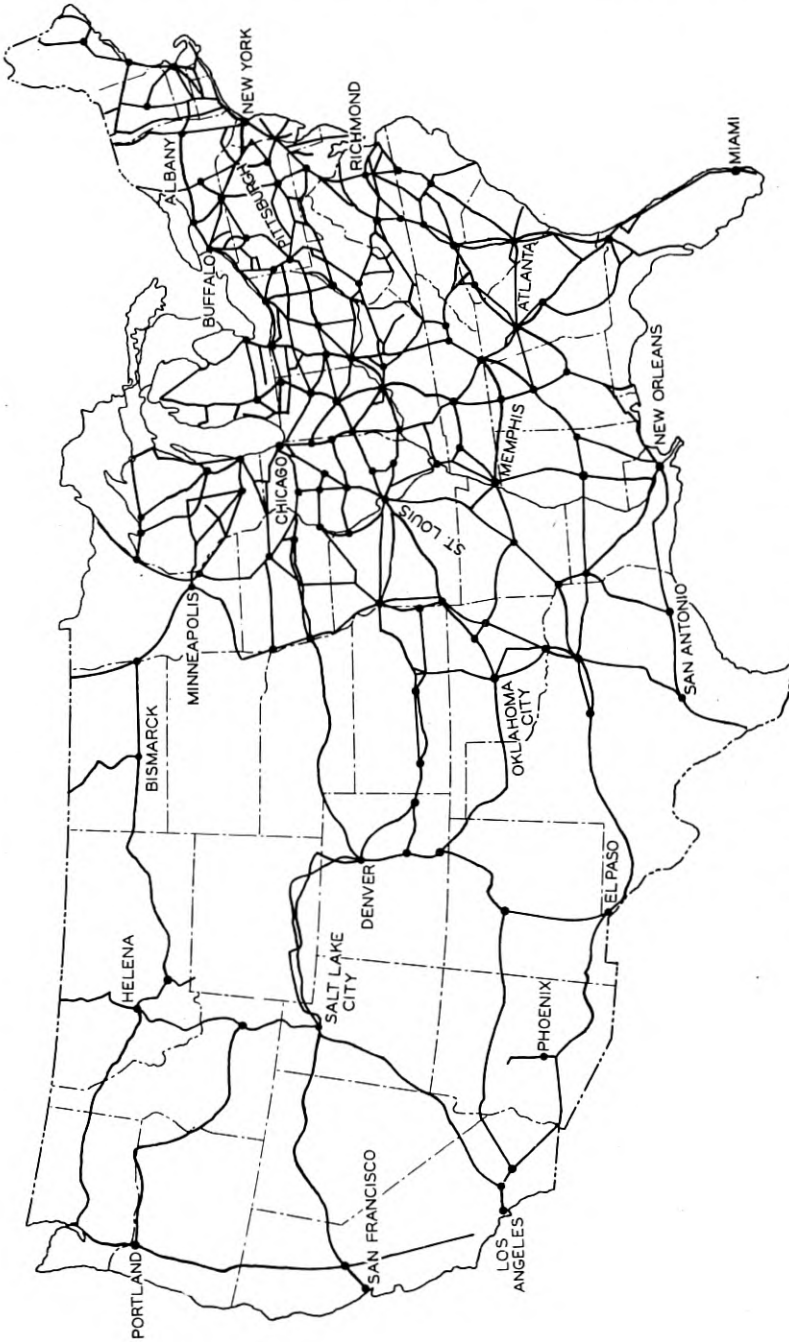 PORTLAND
SAN FRANCISCO
LOS
ANGELES
HELENA
SALT LAKE
CITY
PHOENIX
BISMARCK
DENVER
EL PASO
MINNEAPOLIS
OKLAHOMA
CITY
SAN ANTONIO
CHICAGO
ST. LOUIS
MEMPHIS
NEW ORLEANS
BUFFALO
PITTSBURGH
ATLANTA
ALBANY
NEW YORK
RICHMOND
MIAMI